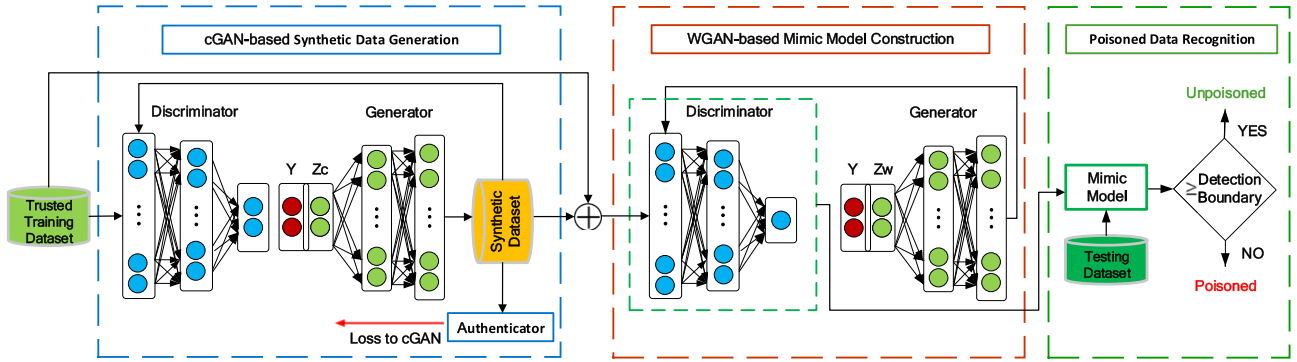 cGAN-based Synthetic Data Generation
WGAN-based Mimic Model Construction
Poisoned Data Recognition
Discriminator
Generator
Y
Zc
Trusted
Training
Dataset
Synthetic
Dataset
Authenticator
Loss to cGAN
Discriminator
Generator
Y
Zw
Unpoisoned
YES
Mimic
Model
≥
Detection
Boundary
Testing
Dataset
NO
Poisoned